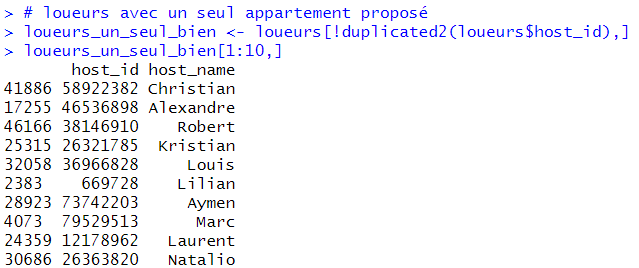 > # loueurs avec un seul appartement proposé
> loueurs_un_seul_bien <- loueurs[!duplicated2(loueurs$host_id),]
> loueurs_un_seul_bien[1:10,]
host_id host_name
41886 58922382 Christian
17255 46536898 Alexandre
46166 38146910 Robert
25315 26321785 Kristian
32058 36966828 Louis
2383 669728 Lilian
28923 73742203 Aymen
4073 79529513 Marc
24359 12178962 Laurent
30686 26363820 Natalio